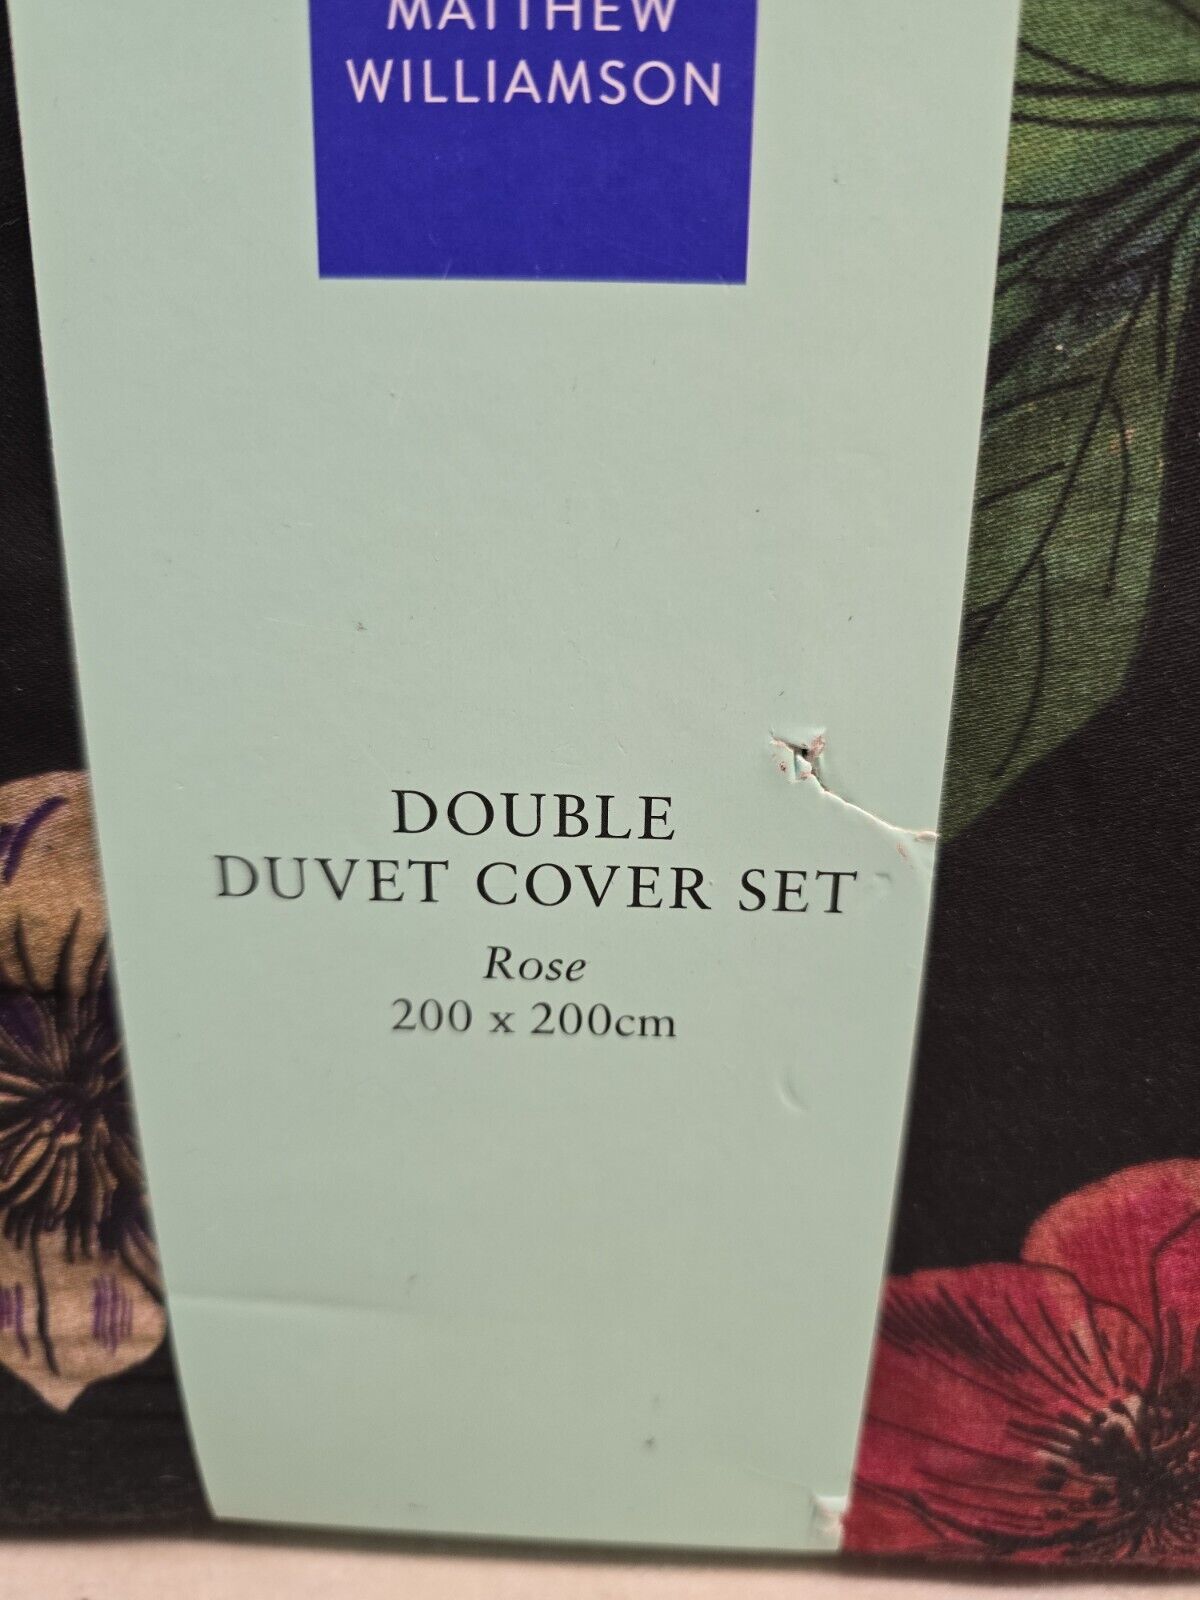 MATTHEW
WILLIAMSON
DOUBLE
DUVET COVER SET
Rose
200 x 200cm